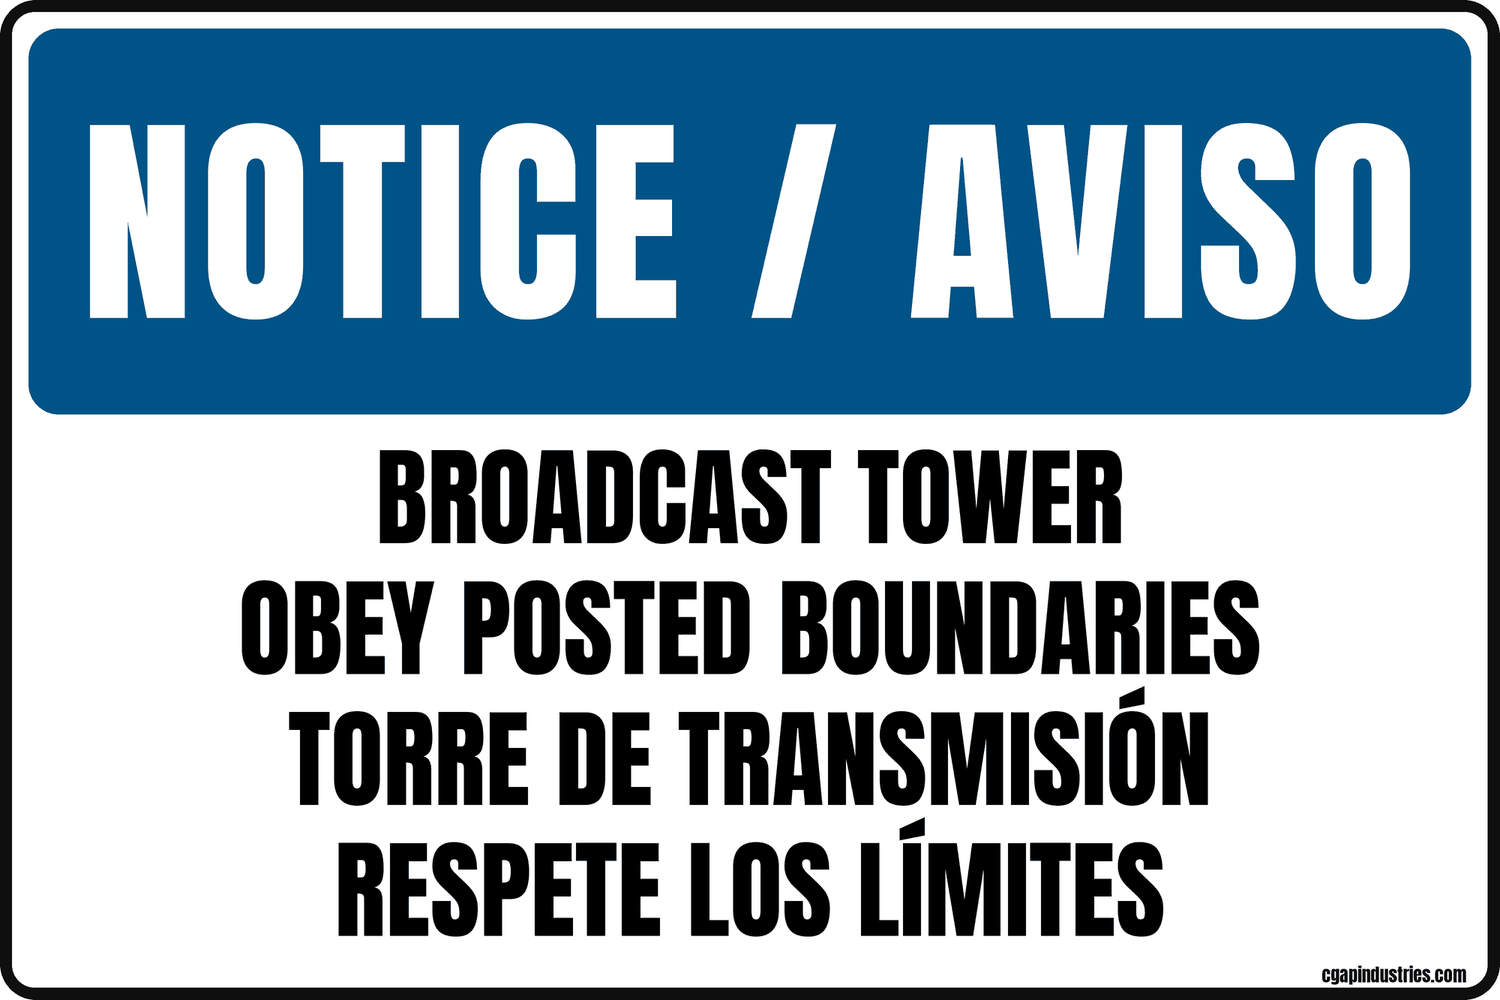 NOTICE / AVISO
BROADCAST TOWER
OBEY POSTED BOUNDARIES
TORRE DE TRANSMISIÓN
RESPETE LOS LÍMITES
cgapindustries.com